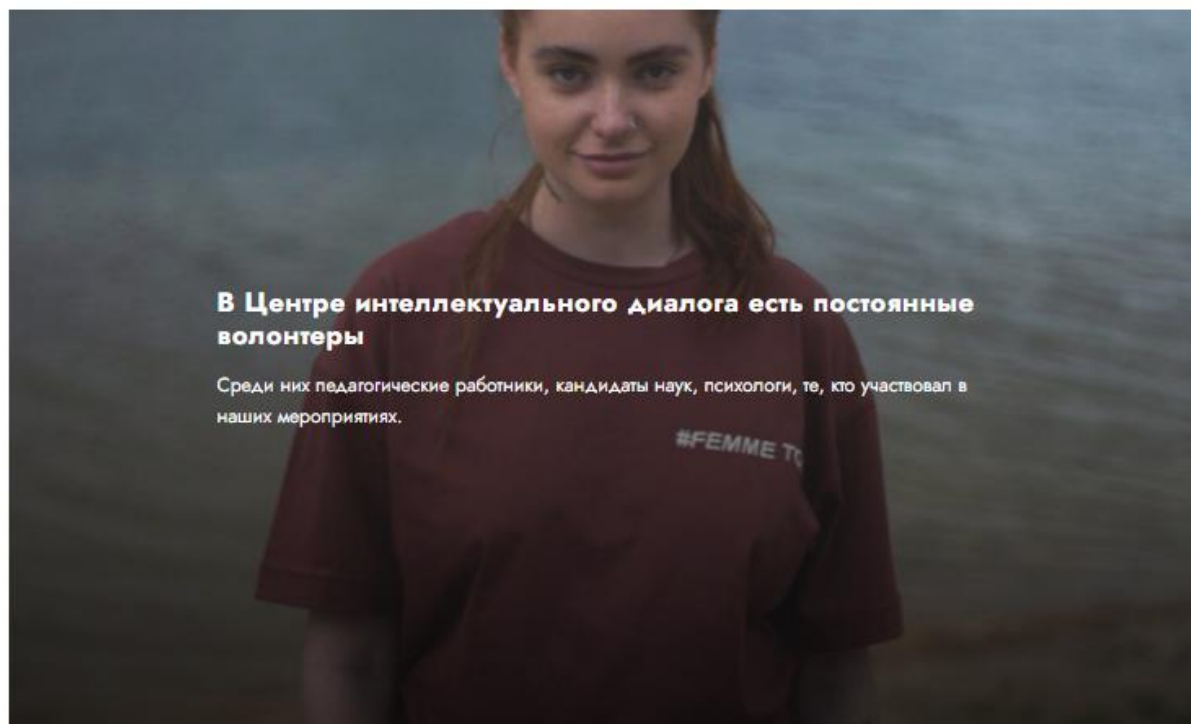 В Центре интеллектуального диалога есть постоянные
волонтеры
Среди них педагогические работники, кандидаты наук, психологи, те, кто участвовал в
наших мероприятиях.
#FEMME